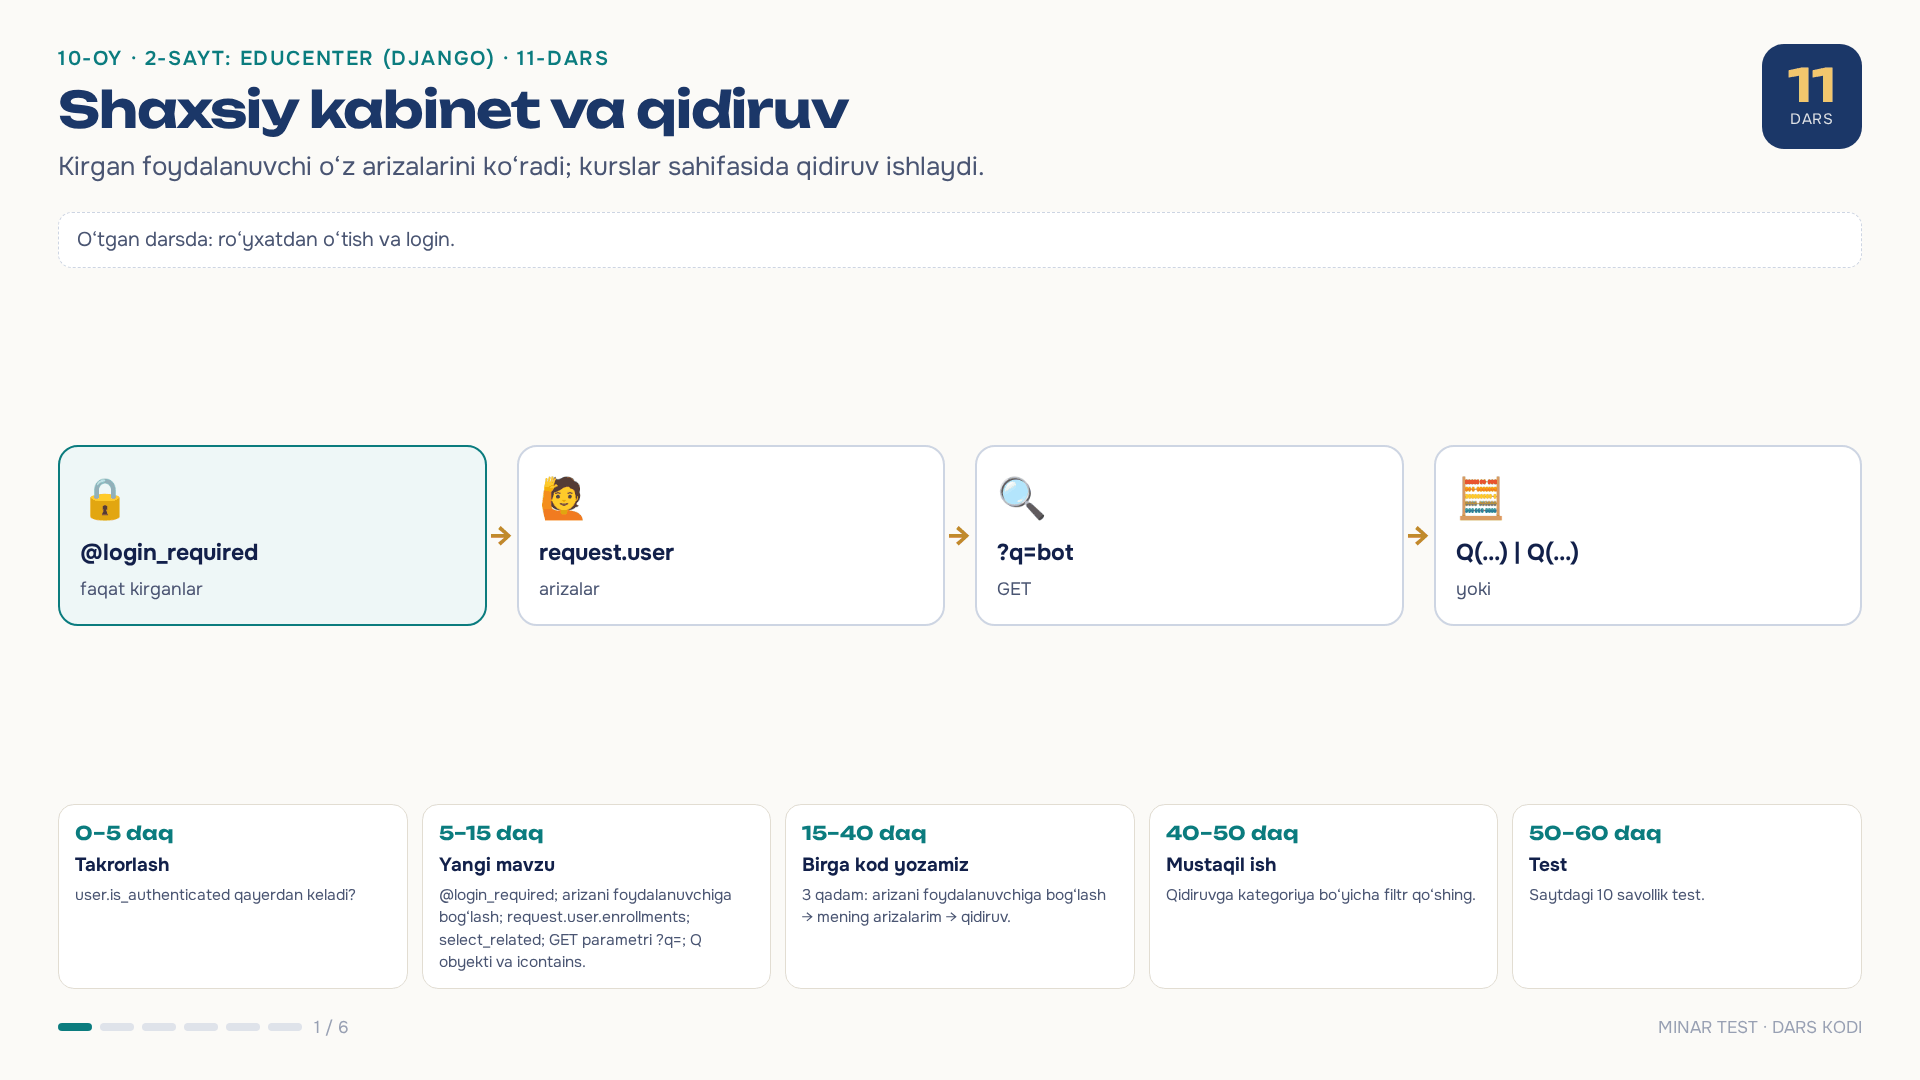 10-OY · 2-SAYT: EDUCENTER (DJANGO) · 11-DARS
Shaxsiy kabinet va qidiruv
Kirgan foydalanuvchi o‘z arizalarini ko‘radi; kurslar sahifasida qidiruv ishlaydi.
11
DARS
O‘tgan darsda: ro‘yxatdan o‘tish va login.
@login_required
faqat kirganlar
→
request.user
arizalar
→
?q=bot
GET
→
Q(...) | Q(...)
yoki
0–5 daq
Takrorlash
user.is_authenticated qayerdan keladi?
5–15 daq
Yangi mavzu
@login_required; arizani foydalanuvchiga
bog‘lash; request.user.enrollments;
select_related; GET parametri ?q=; Q
obyekti va icontains.
15–40 daq
Birga kod yozamiz
3 qadam: arizani foydalanuvchiga bog‘lash
→ mening arizalarim → qidiruv.
40–50 daq
Mustaqil ish
Qidiruvga kategoriya bo‘yicha filtr qo‘shing.
50–60 daq
Test
Saytdagi 10 savollik test.
1 / 6
MINAR TEST · DARS KODI